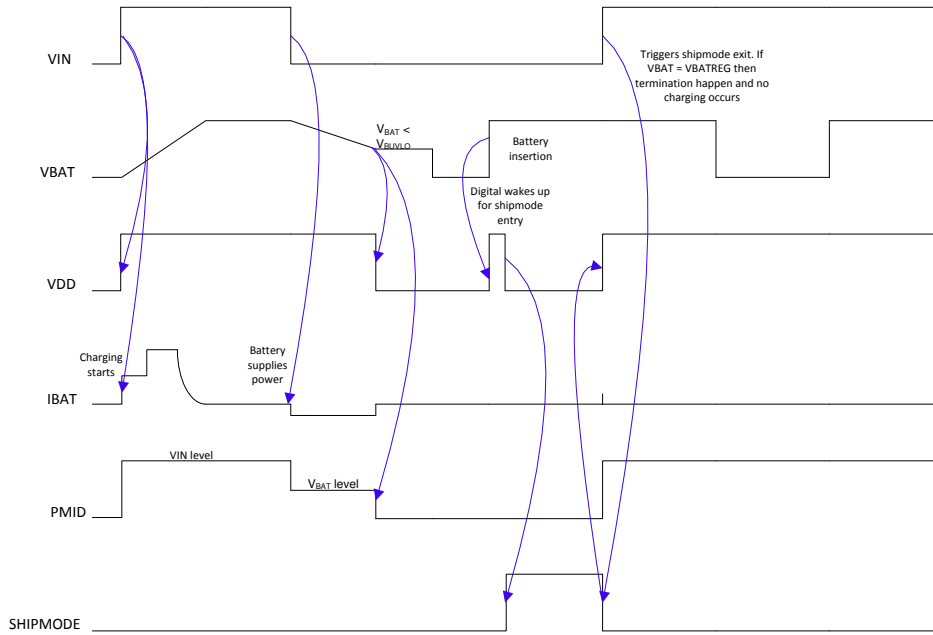 VIN
Triggers shipmode exit. If
VBAT = VBATREG then
termination happen and no
charging occurs
VBAT
VBAT <
VBUVLO
Battery
insertion
Digital wakes up
for shipmode
entry
VDD
Charging
starts
Battery
supplies
power
IBAT
VIN level
VBAT level
PMID
SHIPMODE